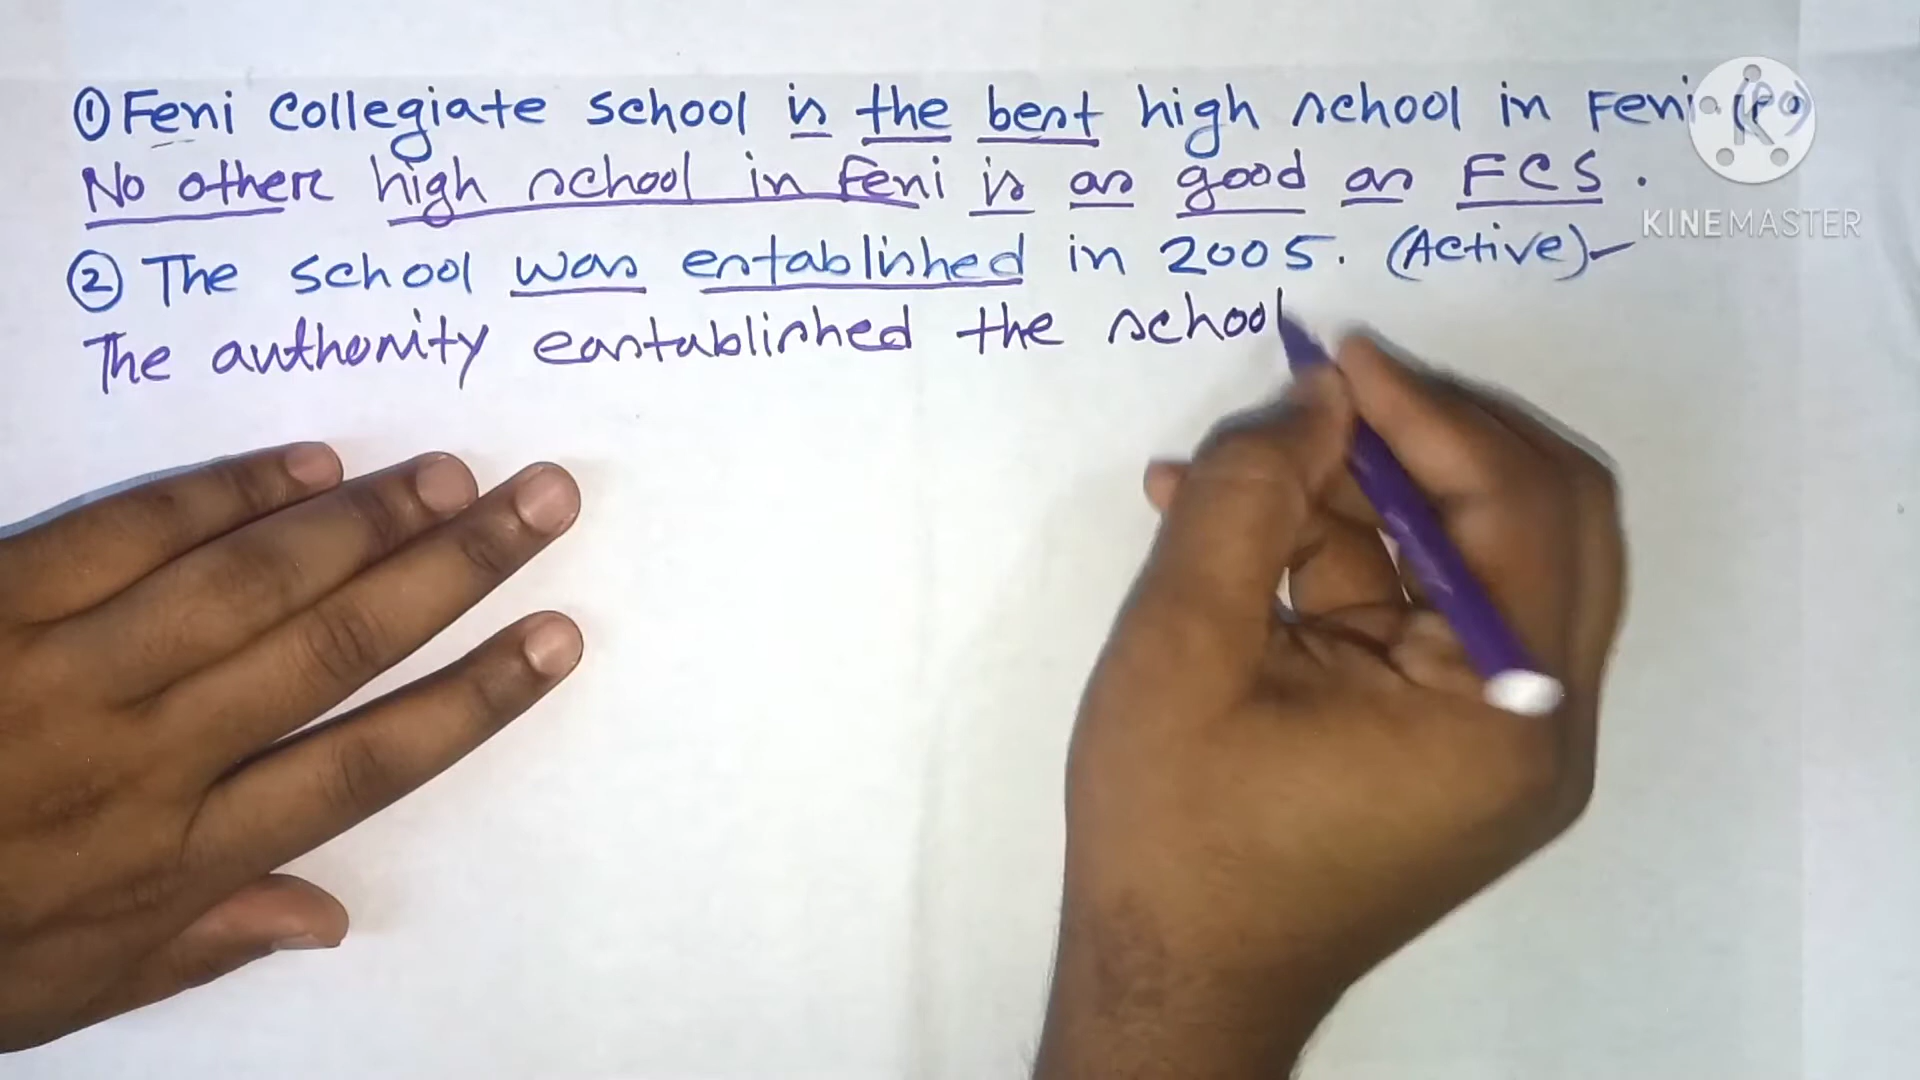 ① Feni Collegiate school is the best high school in Feni. (Po)
No other high school in Feni is as good as FCS.
KINEMASTER
② The school was established in 2005. (Active)
The authority eastablished the school